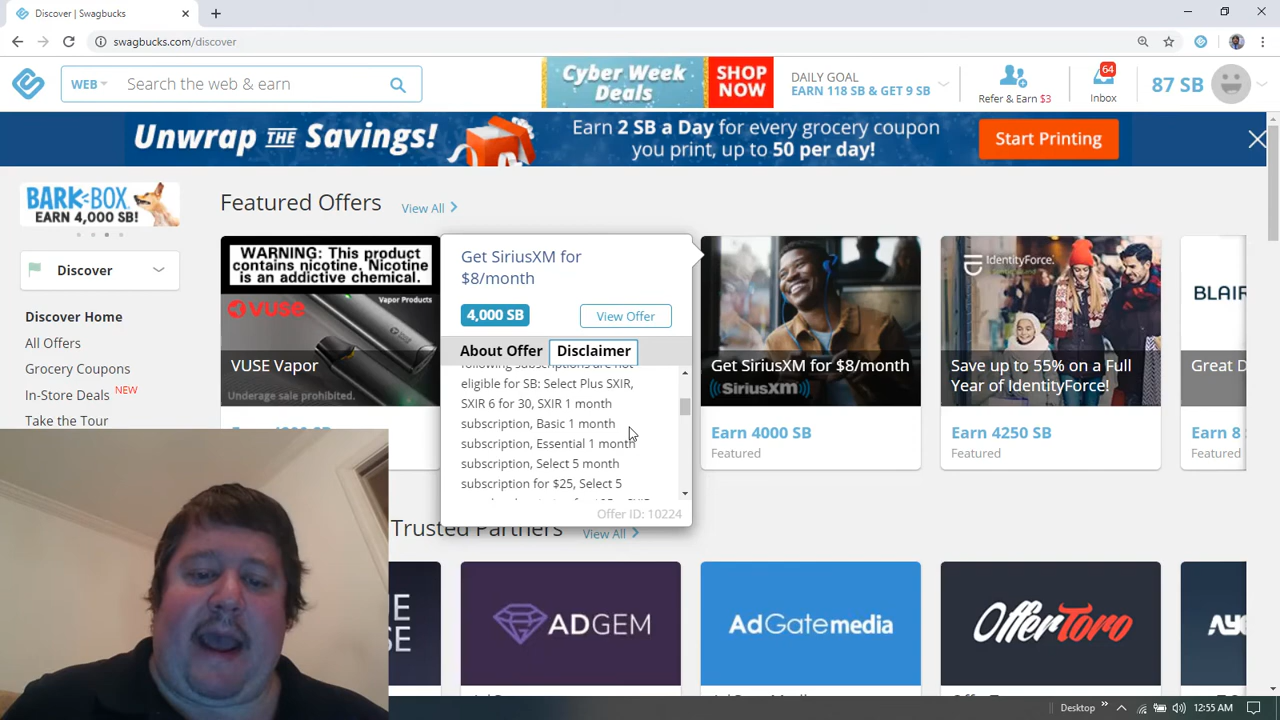 Discover | Swagbucks
swagbucks.com/discover
WEB
Search the web & earn
Cyber Week
Deals
SHOP
NOW
DAILY GOAL
EARN 118 SB & GET 9 SB
Refer & Earn $3
64
Inbox
87 SB
Unwrap THE Savings!
Earn 2 SB a Day for every grocery coupon
you print, up to 50 per day!
Start Printing
BARKBOX
EARN 4,000 SB!
Discover
Discover Home
All Offers
Grocery Coupons
In-Store Deals NEW
Take the Tour
Featured Offers
View All
WARNING: This product
contains nicotine. Nicotine
is an addictive chemical.
VUSE
Vapor Products
VUSE Vapor
Underage sale prohibited.
Get SiriusXM for
$8/month
4,000 SB
View Offer
About Offer
Disclaimer
following subscriptions are not
eligible for SB: Select Plus SXIR,
SXIR 6 for 30, SXIR 1 month
subscription, Basic 1 month
subscription, Essential 1 month
subscription, Select 5 month
subscription for $25, Select 5
Offer ID: 10224
Get SiriusXM for $8/month
SiriusXM
Earn 4000 SB
Featured
IdentityForce.
Save up to 55% on a Full
Year of IdentityForce!
Earn 4250 SB
Featured
BLAIR
Great D
Earn 8
Featured
Trusted Partners
View All
ADGEM
AdGatemedia
OfferToro
AYE
Desktop
12:55 AM